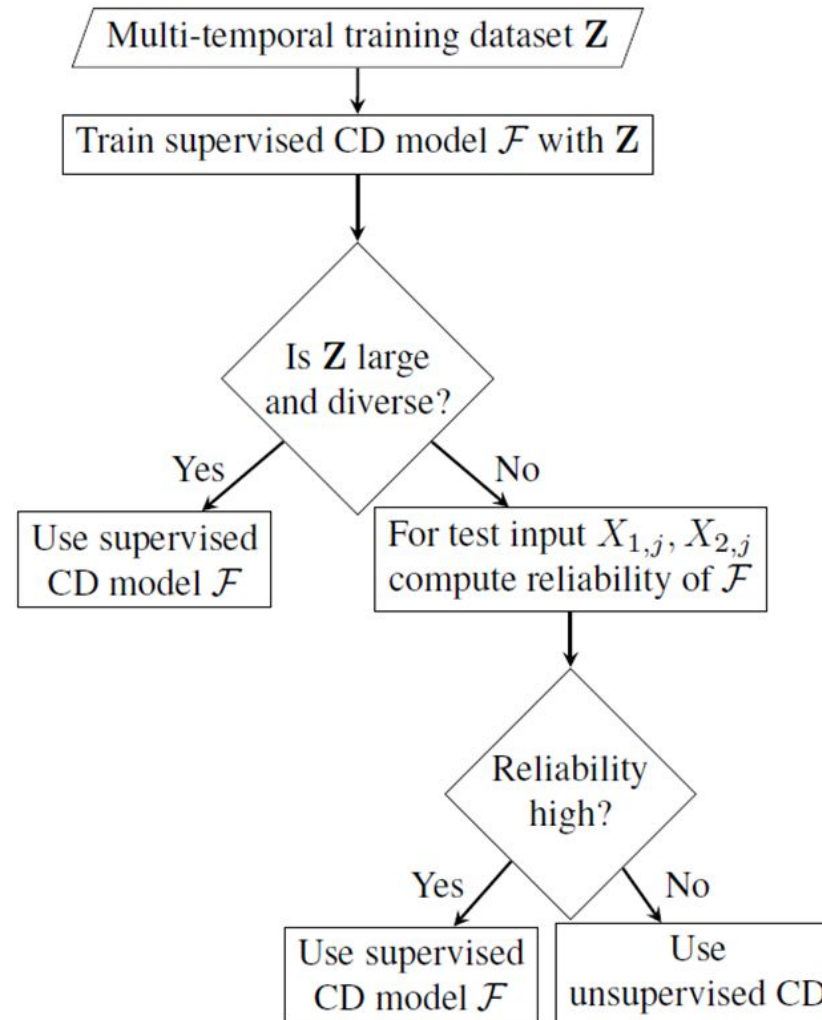 Multi-temporal training dataset Z
Train supervised CD model ℱ with Z
Is Z large
and diverse?
Yes
No
Use supervised
CD model ℱ
For test input X₁,ⱼ, X₂,ⱼ
compute reliability of ℱ
Reliability
high?
Yes
No
Use supervised
CD model ℱ
Use
unsupervised CD